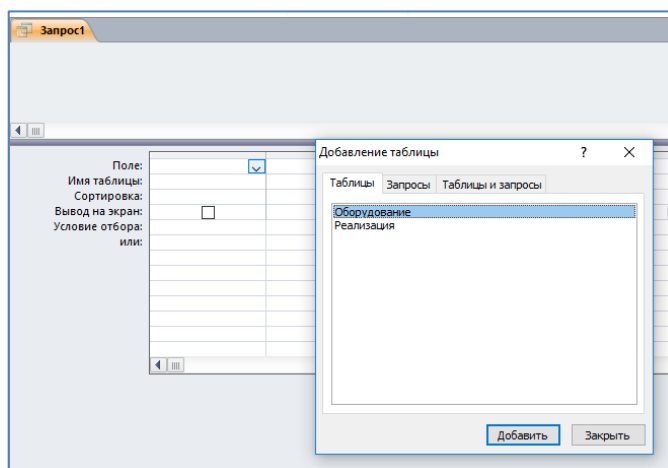 Запрос1
Поле:
Имя таблицы:
Сортировка:
Вывод на экран:
Условие отбора:
или:
Добавление таблицы ?
Таблицы Запросы Таблицы и запросы
Оборудование
Реализация
Добавить Закрыть